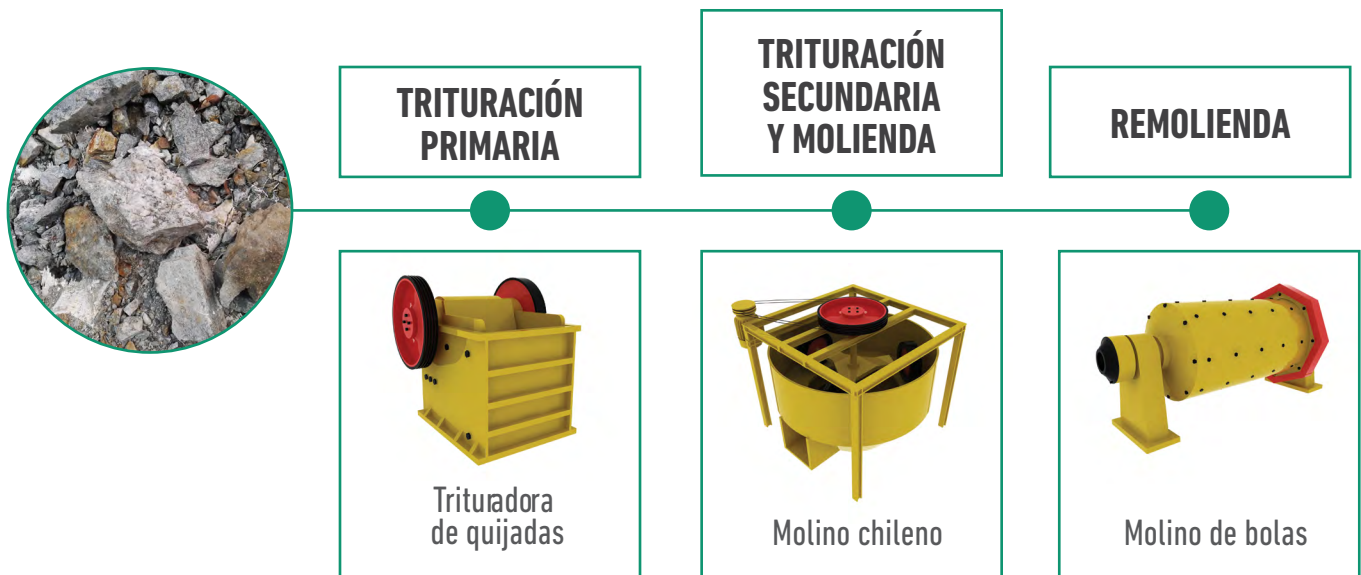 TRITURACIÓN
PRIMARIA
TRITURACIÓN
SECUNDARIA
Y MOLIENDA
REMOLIENDA
Trituradora
de quijadas
Molino chileno
Molino de bolas